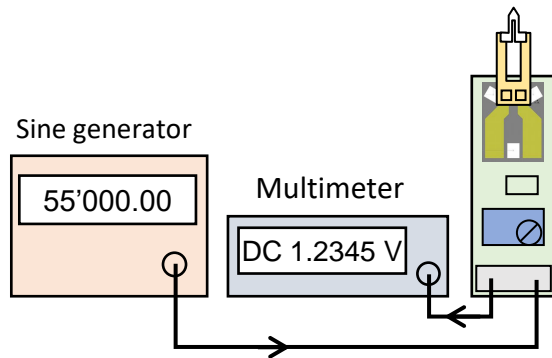 Sine generator
55’000.00
Multimeter
DC 1.2345 V